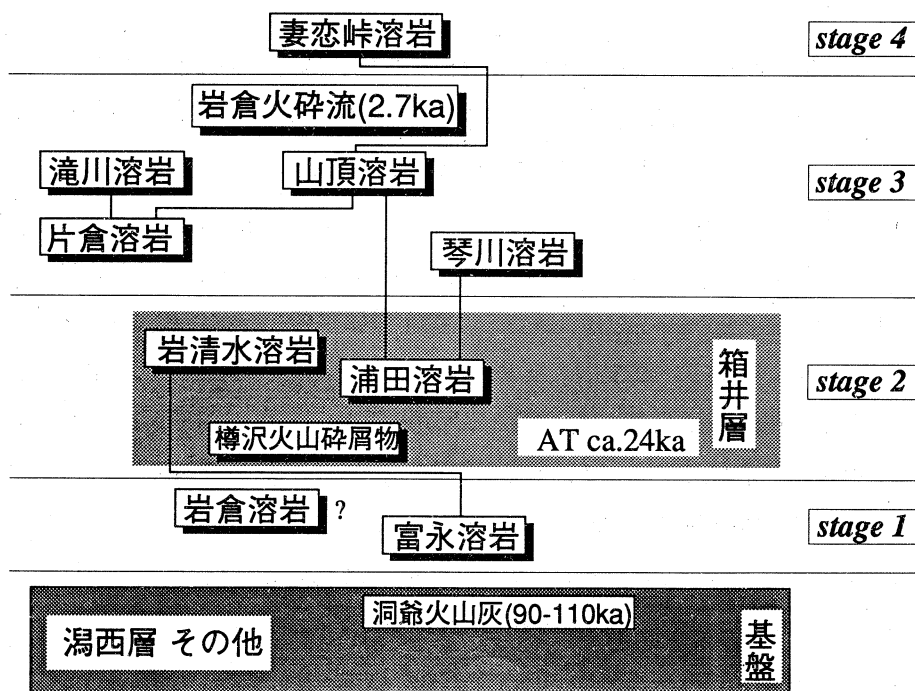 妻恋峠溶岩
stage 4
岩倉火砕流(2.7ka)
滝川溶岩
山頂溶岩
stage 3
片倉溶岩
琴川溶岩
岩清水溶岩
浦田溶岩
箱井層
stage 2
樽沢火山砕屑物
AT ca.24ka
岩倉溶岩 ?
富永溶岩
stage 1
洞爺火山灰(90-110ka)
潟西層 その他
基盤